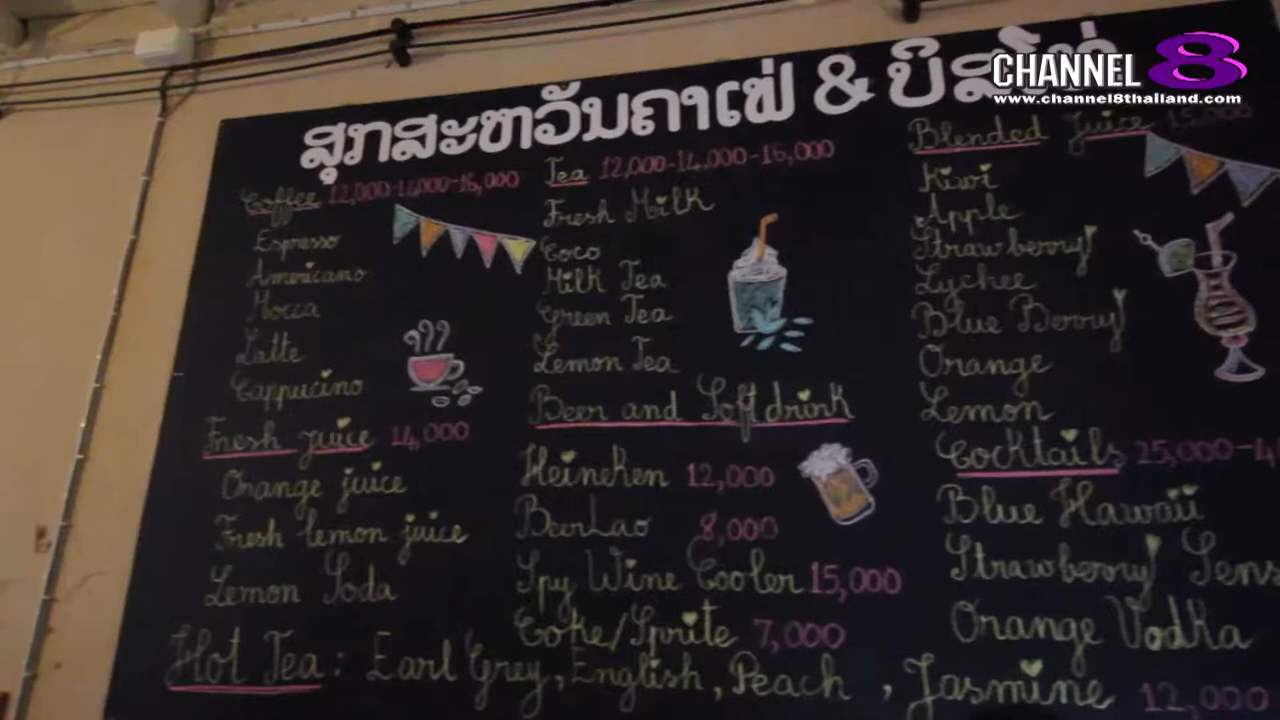 ສຸກສະຫວັນຄາເຟ່ &
CHANNEL 8
www.channel8thailand.com
Coffee 12,000-14,000-16,000
Espresso
Americano
Mocca
Latte
Cappucino
Fresh juice 14,000
Orange juice
Fresh lemon juice
Lemon Soda
Tea 12,000-14,000-16,000
Fresh Milk
Coco
Milk Tea
Green Tea
Lemon Tea
Beer and Soft drink
Heineken 12,000
BeerLao 8,000
Spy Wine Cooler 15,000
Coke/Sprite 7,000
Blended Juice
Kiwi
Apple
Strawberry
Lychee
Blue Berry
Orange
Lemon
Cocktails 25,000-4
Blue Hawaii
Strawberry Sens
Orange Vodka
Hot Tea: Earl Grey, English, Peach, Jasmine 12,000